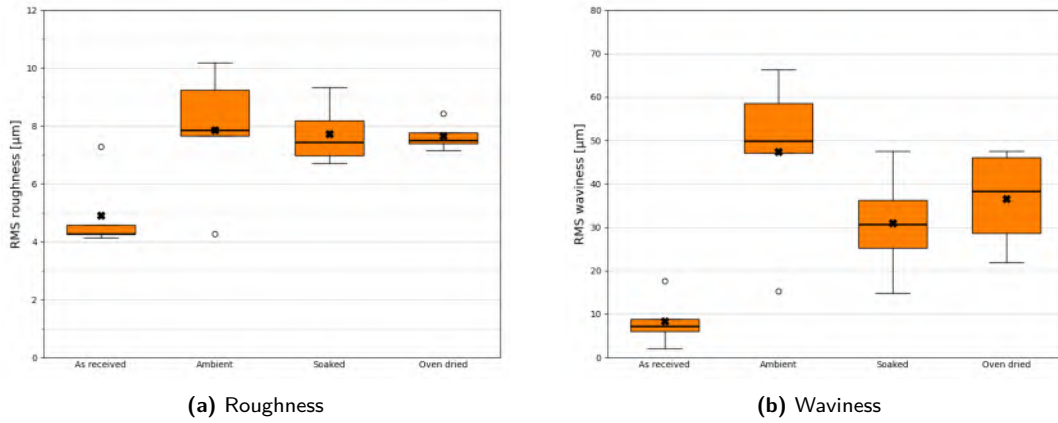 12
10
8
6
4
2
0
RMS roughness [μm]
As received Ambient Soaked Oven dried
(a) Roughness
80
70
60
50
40
30
20
10
0
RMS waviness [μm]
As received Ambient Soaked Oven dried
(b) Waviness